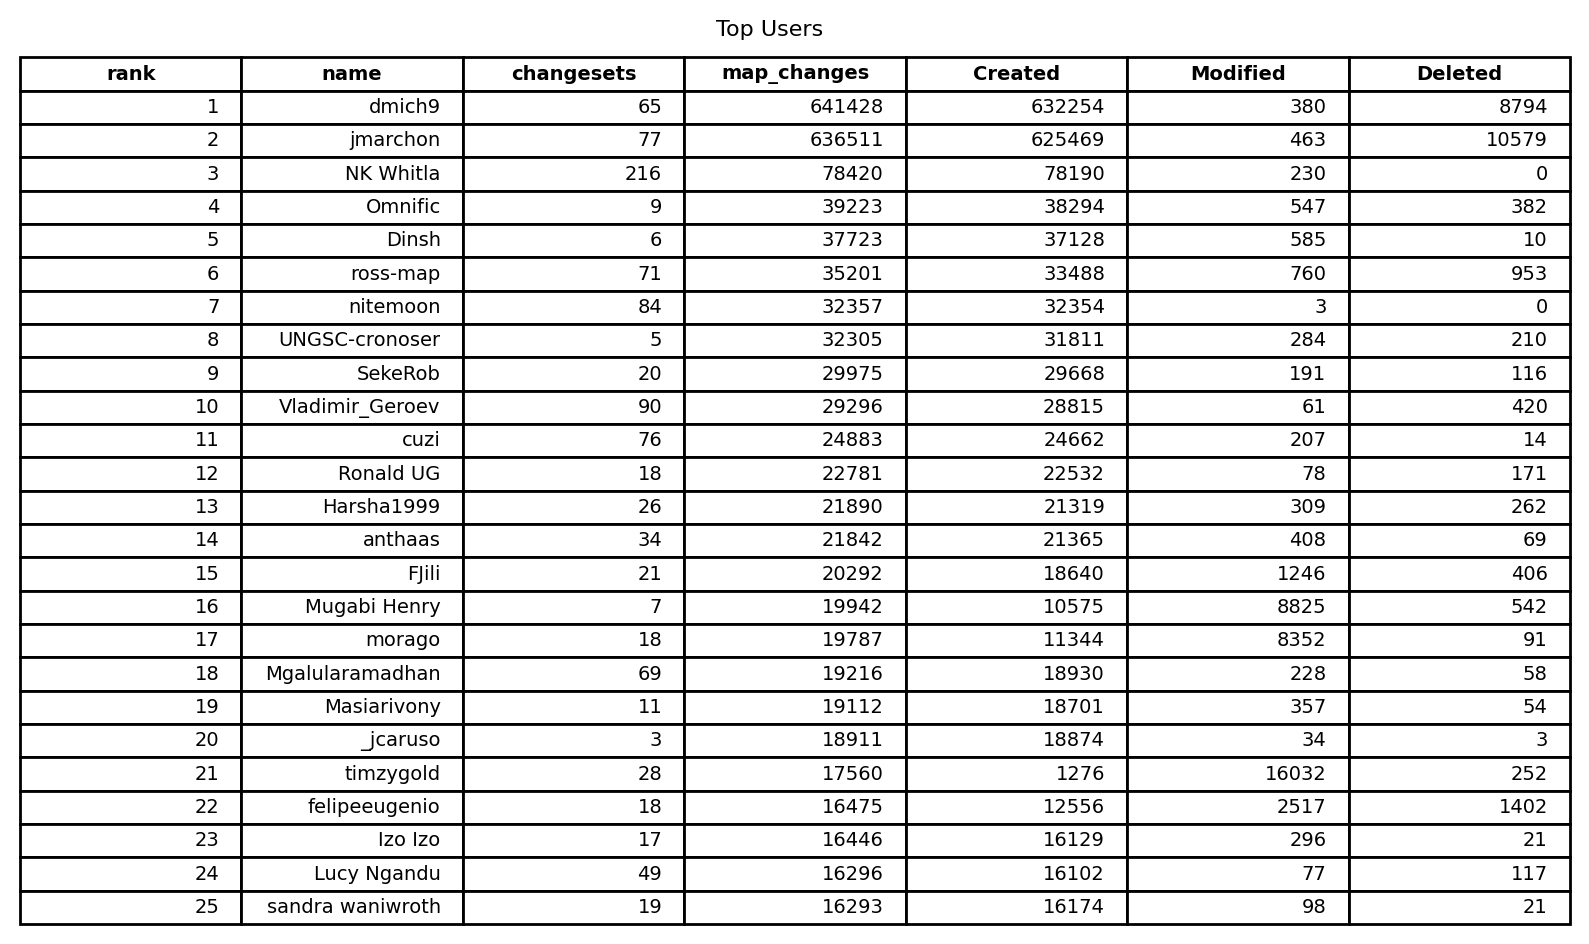 Top Users
rank name changesets map_changes Created Modified Deleted
1 dmich9 65 641428 632254 380 8794
2 jmarchon 77 636511 625469 463 10579
3 NK Whitla 216 78420 78190 230 0
4 Omnific 9 39223 38294 547 382
5 Dinsh 6 37723 37128 585 10
6 ross-map 71 35201 33488 760 953
7 nitemoon 84 32357 32354 3 0
8 UNGSC-cronoser 5 32305 31811 284 210
9 SekeRob 20 29975 29668 191 116
10 Vladimir_Geroev 90 29296 28815 61 420
11 cuzi 76 24883 24662 207 14
12 Ronald UG 18 22781 22532 78 171
13 Harsha1999 26 21890 21319 309 262
14 anthaas 34 21842 21365 408 69
15 FJili 21 20292 18640 1246 406
16 Mugabi Henry 7 19942 10575 8825 542
17 morago 18 19787 11344 8352 91
18 Mgalularamadhan 69 19216 18930 228 58
19 Masiarivony 11 19112 18701 357 54
20 _jcaruso 3 18911 18874 34 3
21 timzygold 28 17560 1276 16032 252
22 felipeeugenio 18 16475 12556 2517 1402
23 Izo Izo 17 16446 16129 296 21
24 Lucy Ngandu 49 16296 16102 77 117
25 sandra waniwroth 19 16293 16174 98 21